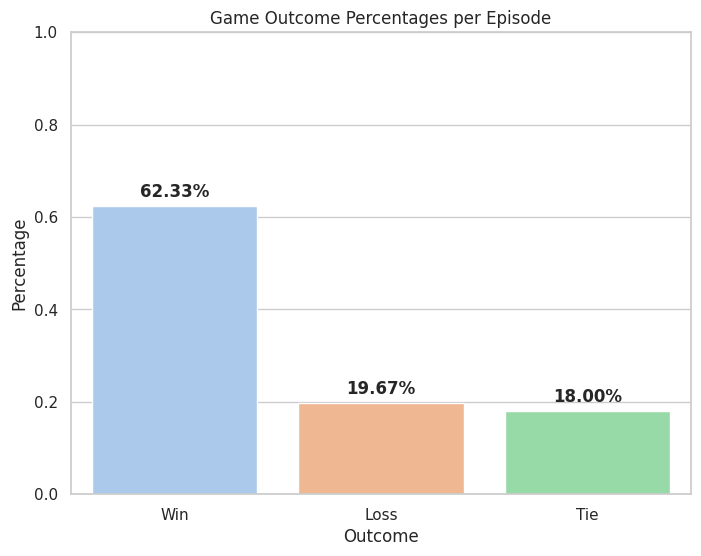 Game Outcome Percentages per Episode
1.0
0.8
0.6
0.4
0.2
0.0
Percentage
62.33%
19.67%
18.00%
Win
Loss
Tie
Outcome